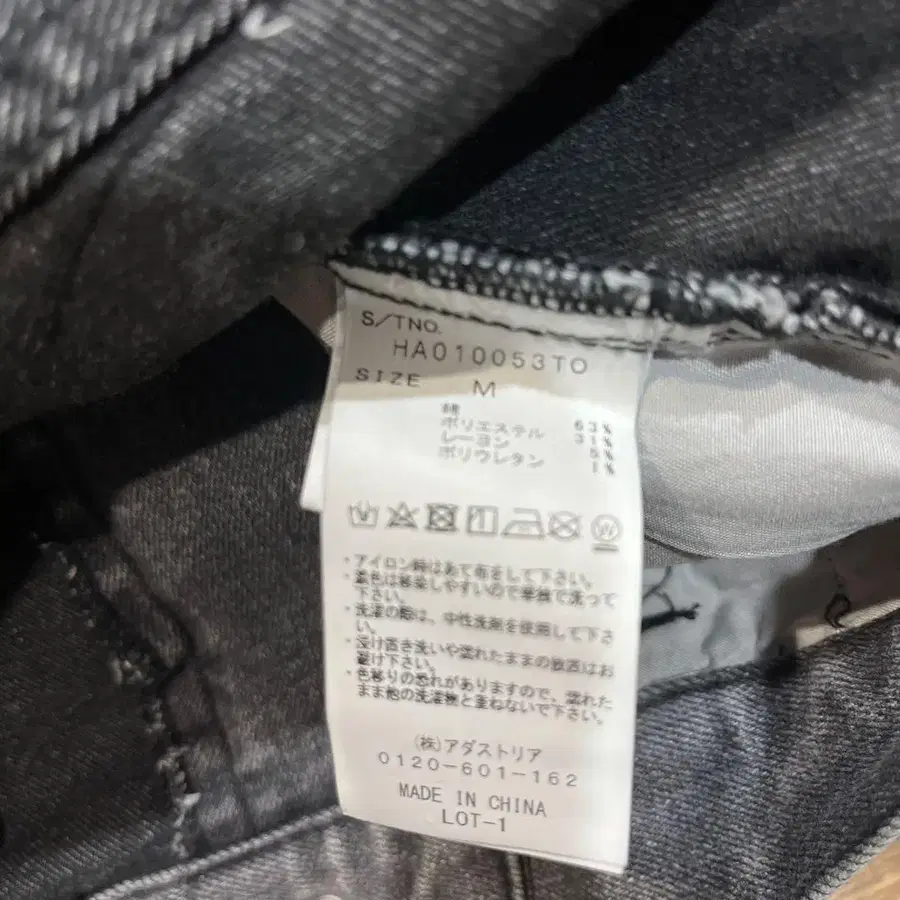 S/TNO.
HA010053TO
SIZE M
綿 63%
ポリエステル 31%
レーヨン 5%
ポリウレタン 1%
・アイロン時はあて布をして下さい。
・濃色は移染しやすいので単独で洗って
下さい。
・洗濯の際は、中性洗剤を使用して下さ
い。
・浸け置き洗いや濡れたままの放置はお
避け下さい。
・色移りの恐れがありますので、濡れた
まま他の洗濯物と重ねないで下さい。
(株)アダストリア
0120-601-162
MADE IN CHINA
LOT-1